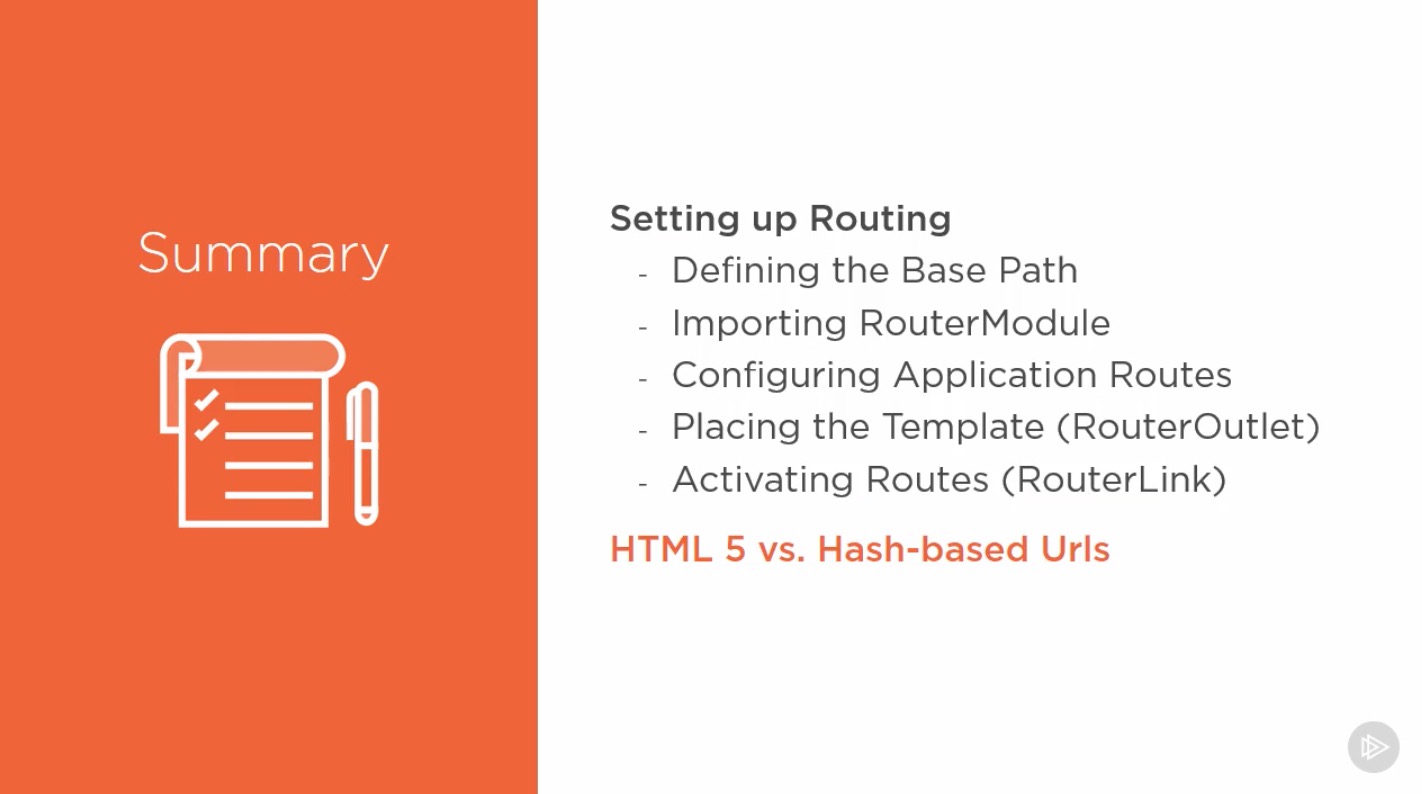 Summary
Setting up Routing
- Defining the Base Path
- Importing RouterModule
- Configuring Application Routes
- Placing the Template (RouterOutlet)
- Activating Routes (RouterLink)
HTML 5 vs. Hash-based Urls